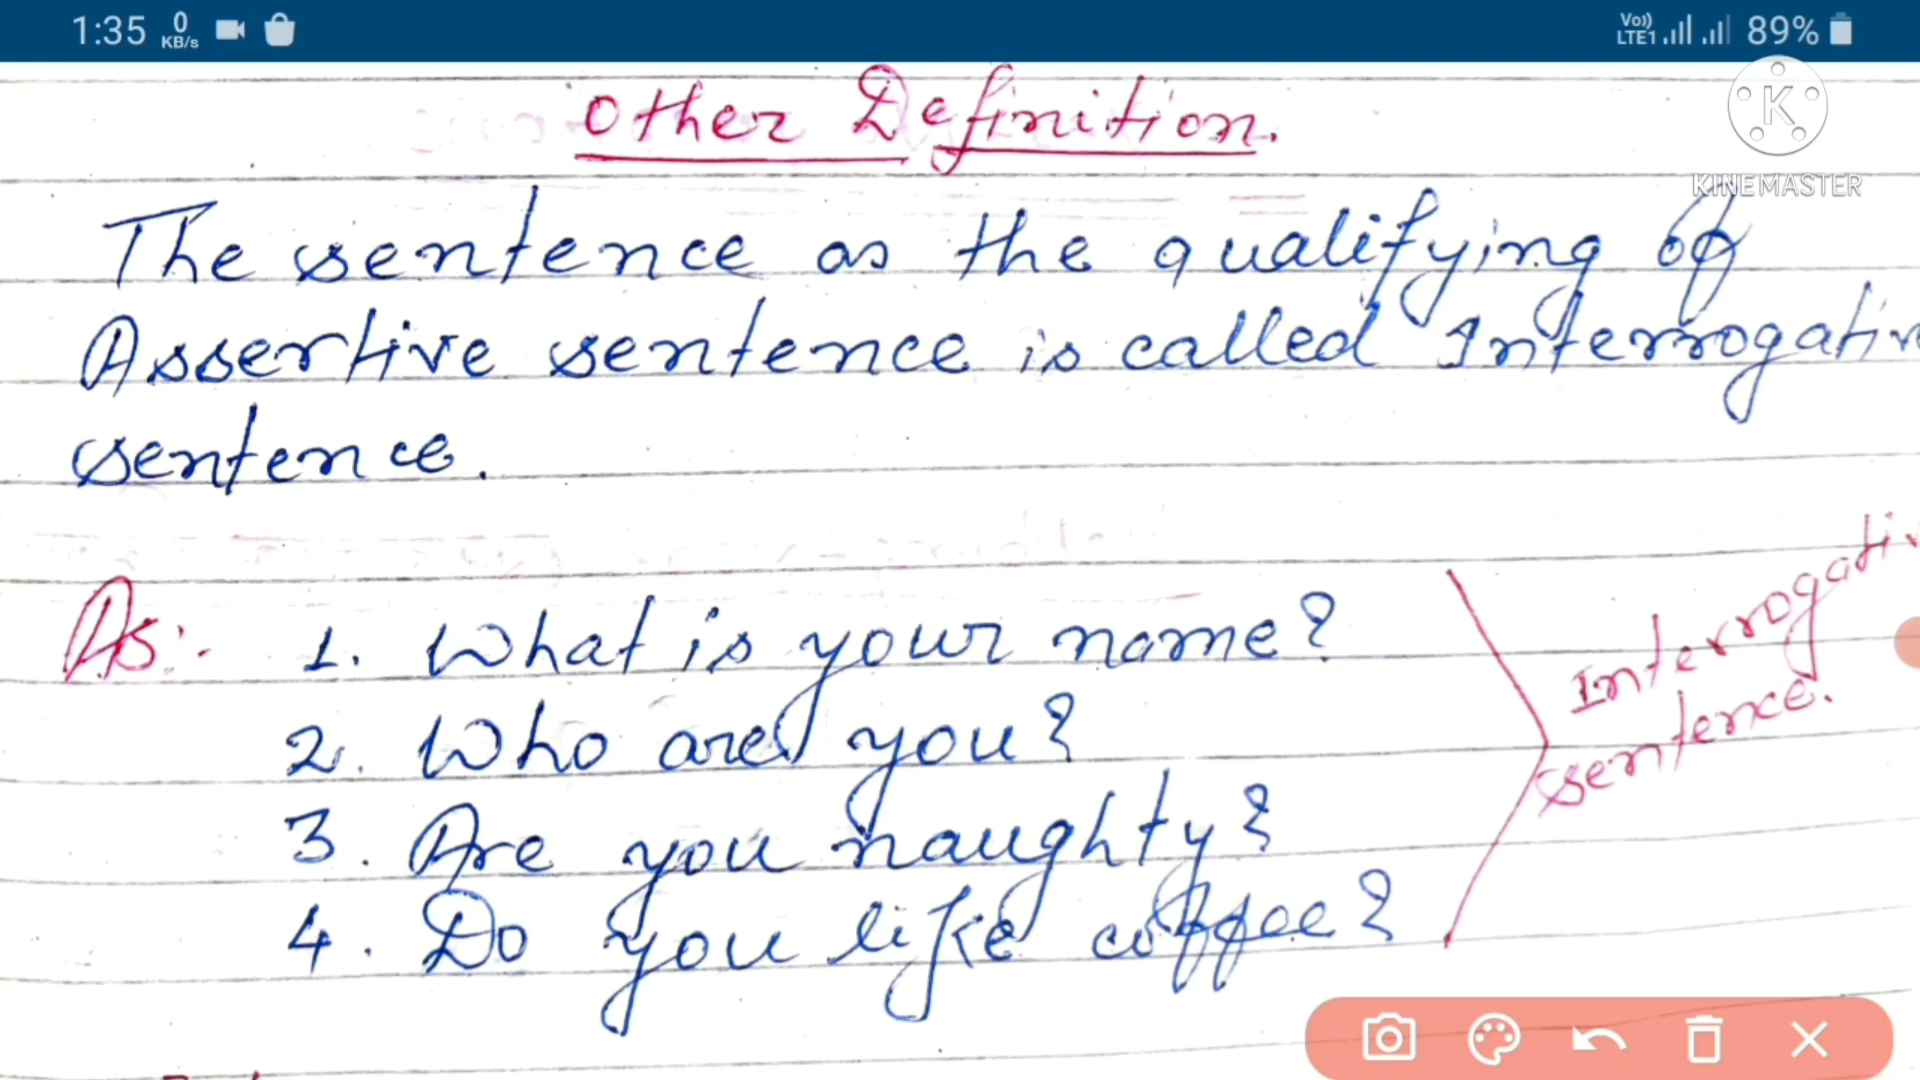 1:35 0 KB/s Vo)) LTE1 89%
Other Definition.
KINEMASTER
The sentence as the qualifying of
Assertive sentence is called Interrogativ
sentence.
As:- 1. What is your name?
2. Who are you?
3. Are you naughty?
4. Do you like coffee?
Interrogati
sentence.